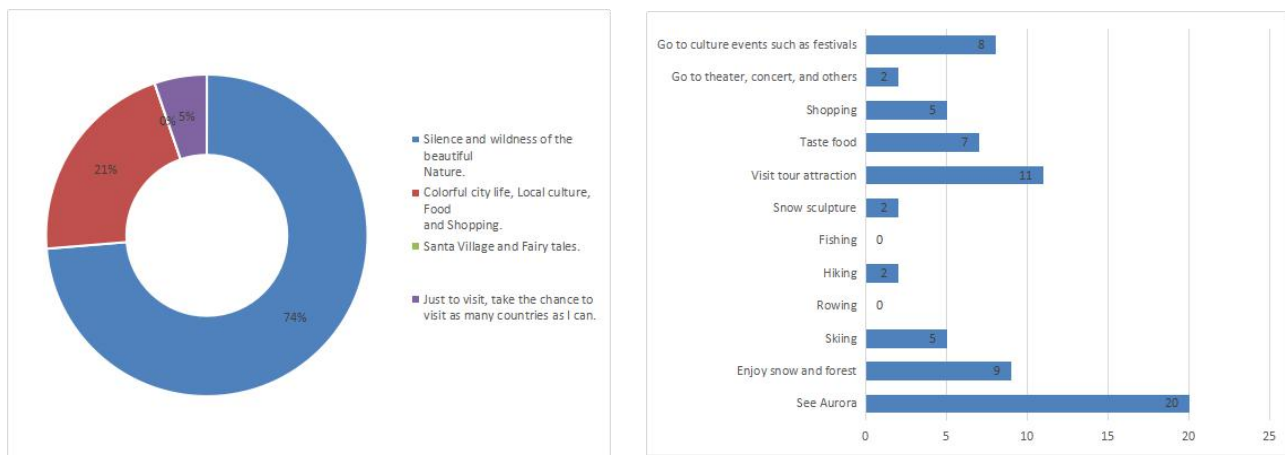 0%
5%
21%
74%
Silence and wildness of the
beautiful
Nature.
Colorful city life, Local culture,
Food
and Shopping.
Santa Village and Fairy tales.
Just to visit, take the chance to
visit as many countries as I can.
Go to culture events such as festivals 8
Go to theater, concert, and others 2
Shopping 5
Taste food 7
Visit tour attraction 11
Snow sculpture 2
Fishing 0
Hiking 2
Rowing 0
Skiing 5
Enjoy snow and forest 9
See Aurora 20
0 5 10 15 20 25